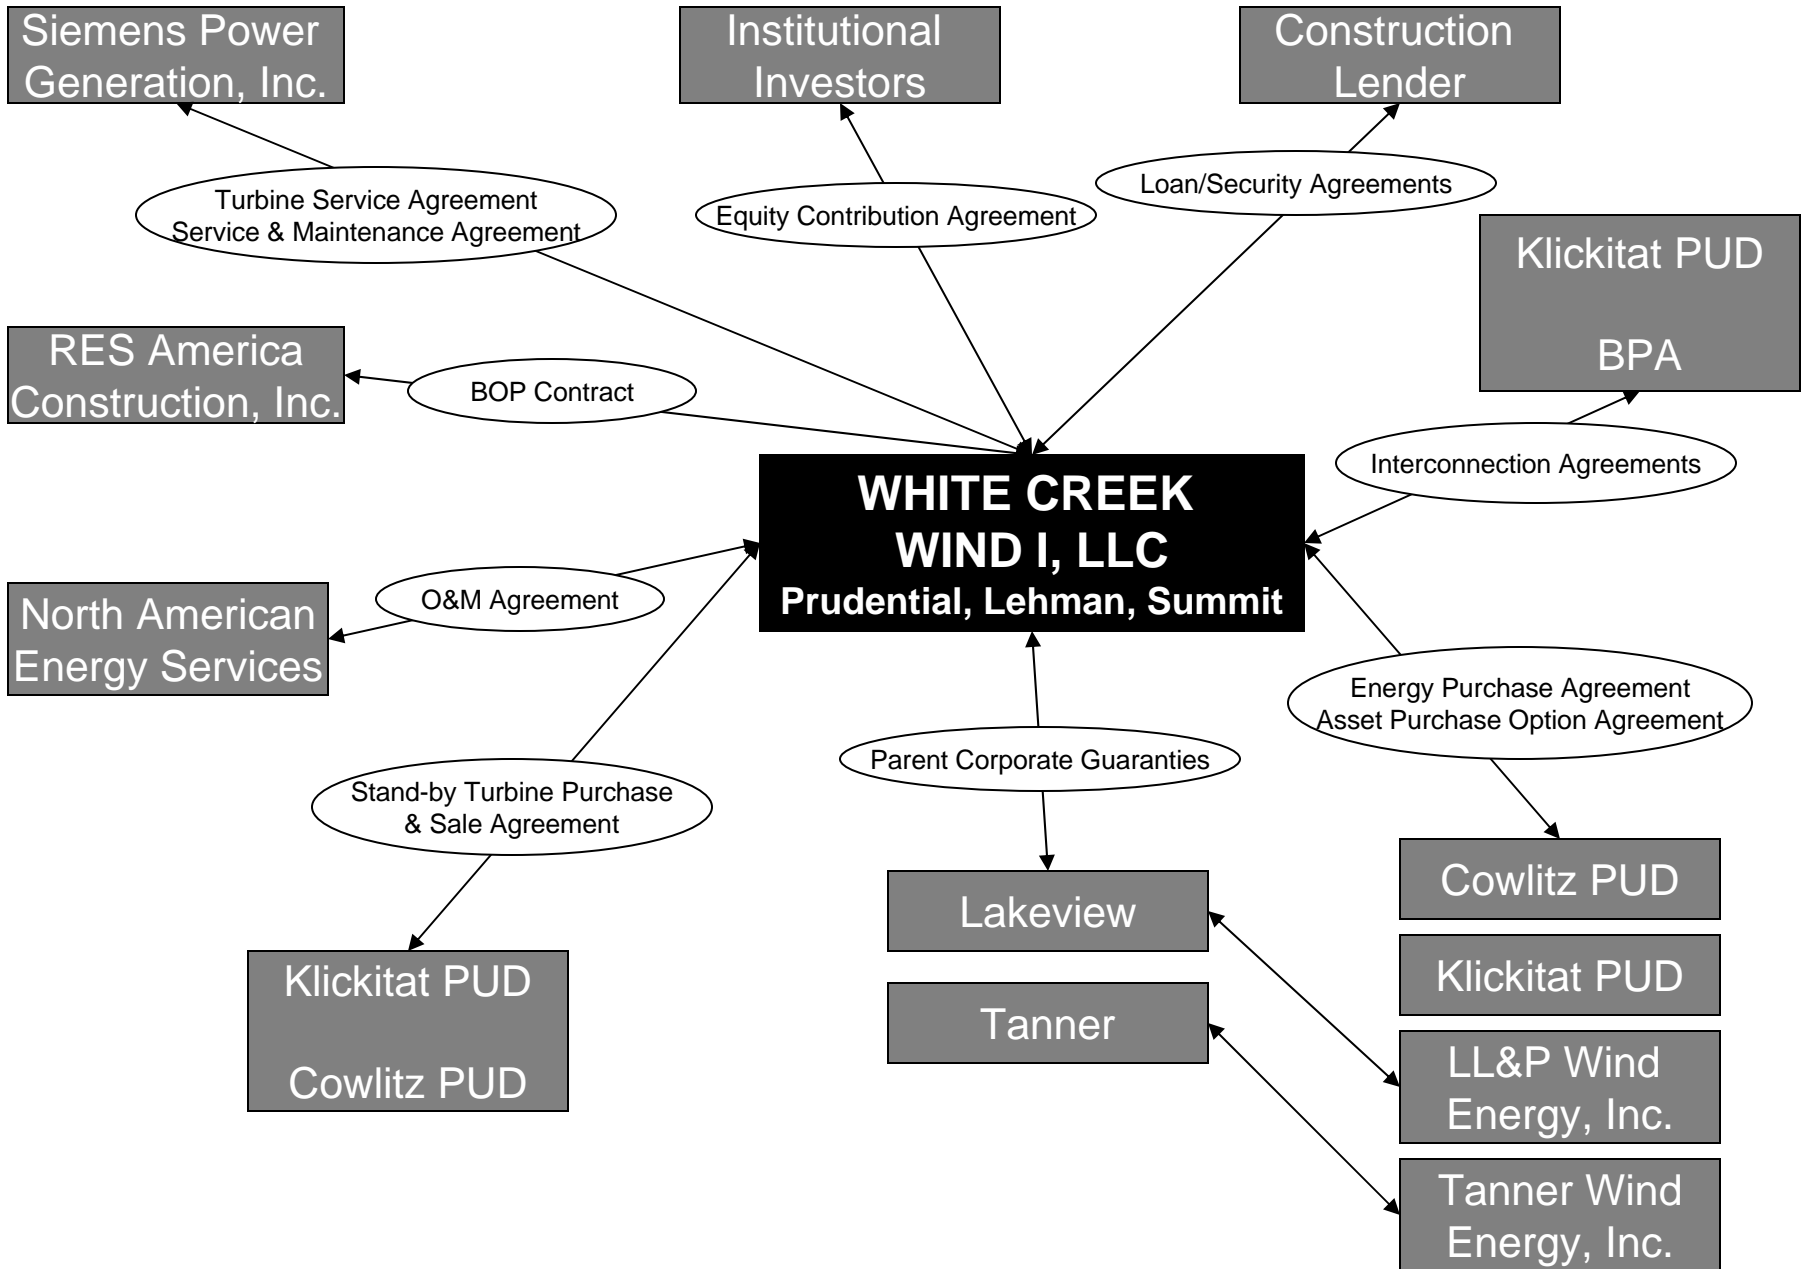 Siemens Power
Generation, Inc.
Institutional
Investors
Construction
Lender
Turbine Service Agreement
Service & Maintenance Agreement
Equity Contribution Agreement
Loan/Security Agreements
Klickitat PUD
BPA
RES America
Construction, Inc.
BOP Contract
Interconnection Agreements
WHITE CREEK
WIND I, LLC
Prudential, Lehman, Summit
O&M Agreement
North American
Energy Services
Energy Purchase Agreement
Asset Purchase Option Agreement
Parent Corporate Guaranties
Stand-by Turbine Purchase
& Sale Agreement
Cowlitz PUD
Lakeview
Klickitat PUD
Klickitat PUD
Cowlitz PUD
Tanner
LL&P Wind
Energy, Inc.
Tanner Wind
Energy, Inc.